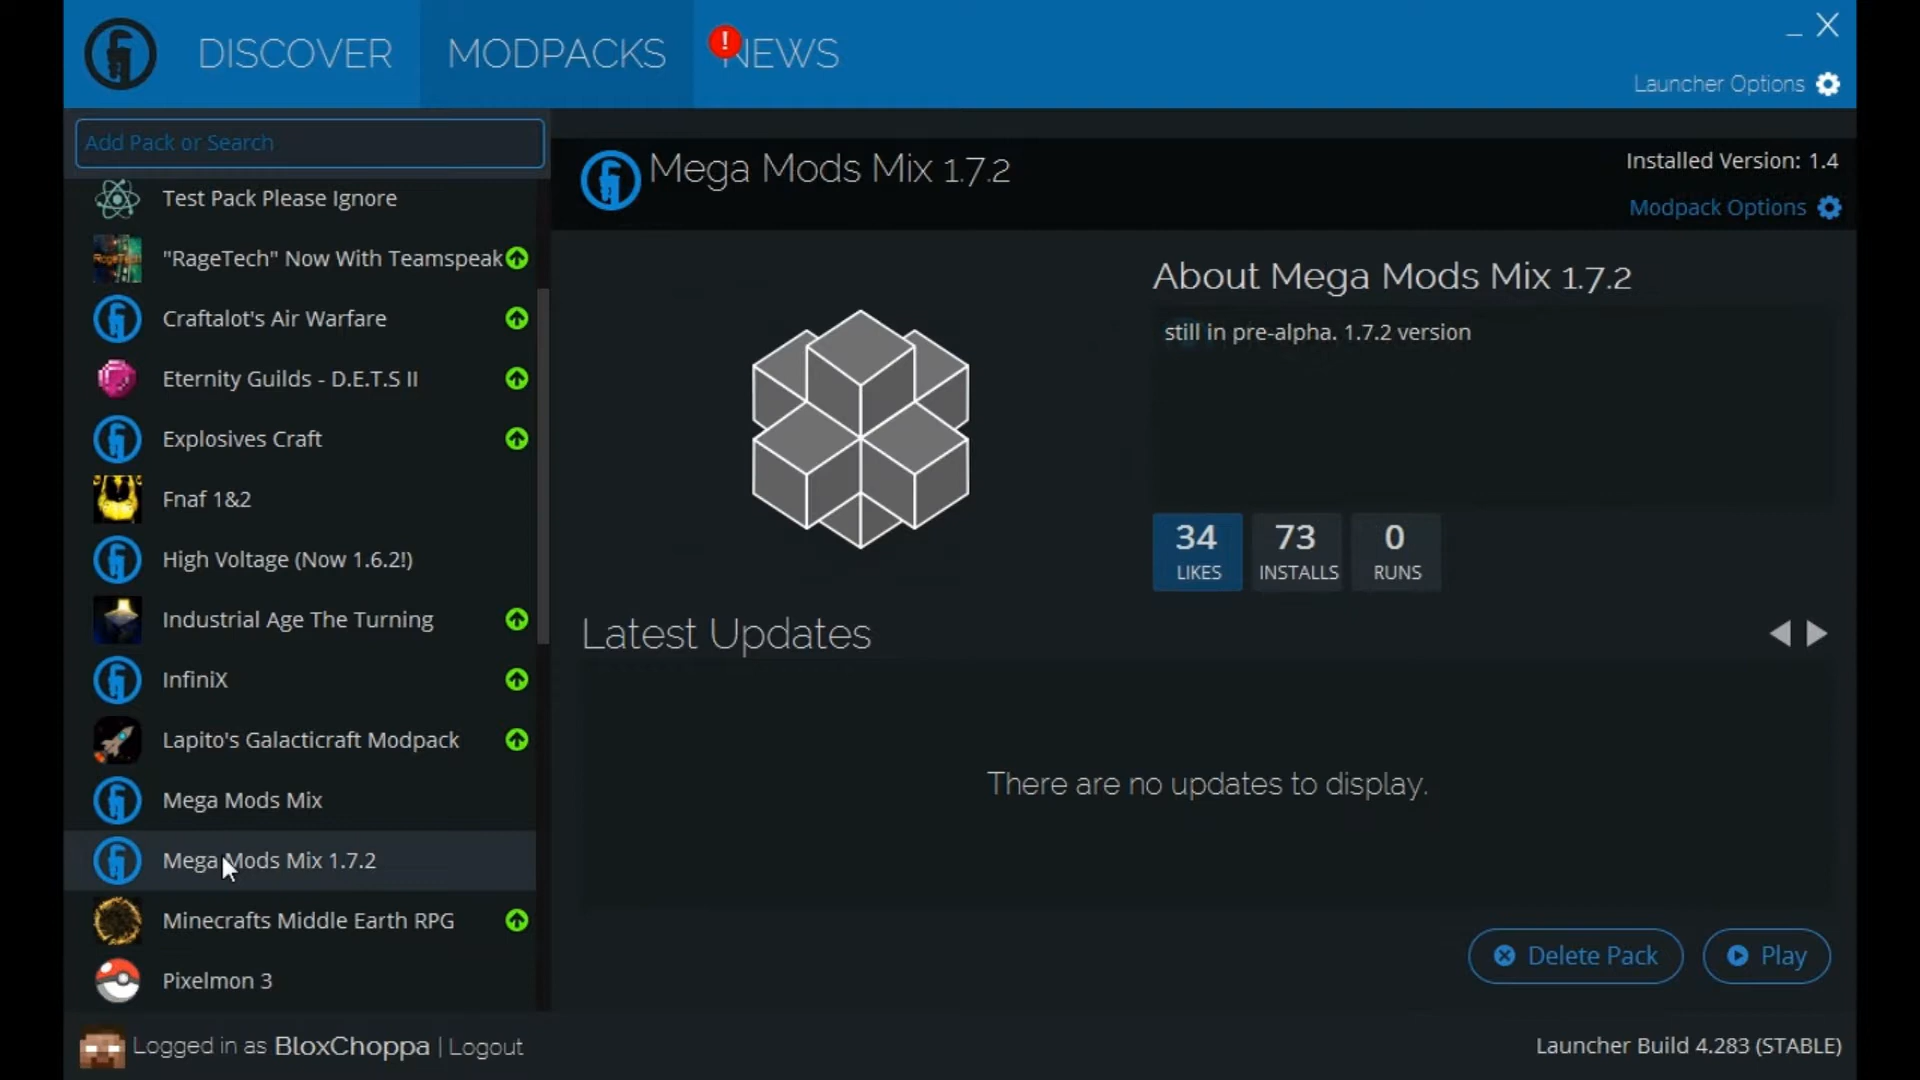 DISCOVER
MODPACKS
! NEWS
_ X
Launcher Options
Add Pack or Search
Test Pack Please Ignore
"RageTech" Now With Teamspeak
Craftalot's Air Warfare
Eternity Guilds - D.E.T.S II
Explosives Craft
Fnaf 1&2
High Voltage (Now 1.6.2!)
Industrial Age The Turning
InfiniX
Lapito's Galacticraft Modpack
Mega Mods Mix
Mega Mods Mix 1.7.2
Minecrafts Middle Earth RPG
Pixelmon 3
Mega Mods Mix 1.7.2
Installed Version: 1.4
Modpack Options
About Mega Mods Mix 1.7.2
still in pre-alpha. 1.7.2 version
34 LIKES
73 INSTALLS
0 RUNS
Latest Updates
There are no updates to display.
Delete Pack
Play
Logged in as BloxChoppa | Logout
Launcher Build 4.283 (STABLE)